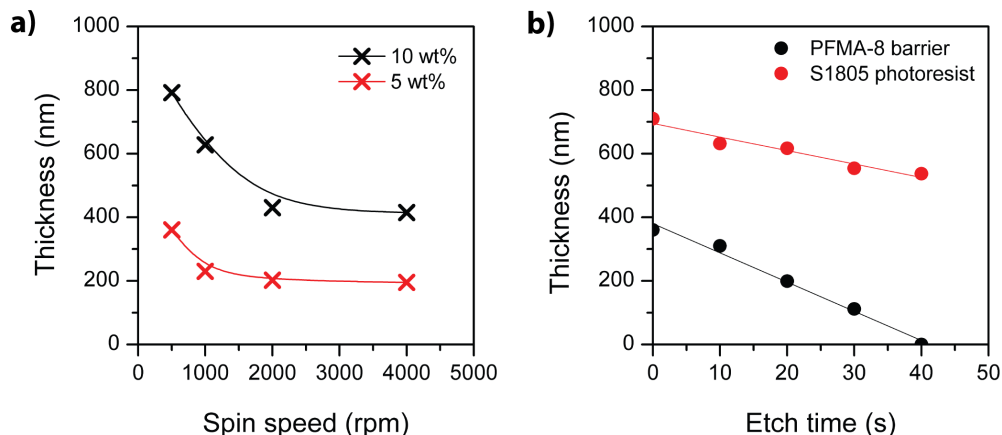 a)
1000
800
600
400
200
0
Thickness (nm)
10 wt%
5 wt%
0 1000 2000 3000 4000 5000
Spin speed (rpm)
b)
1000
800
600
400
200
0
Thickness (nm)
PFMA-8 barrier
S1805 photoresist
0 10 20 30 40 50
Etch time (s)